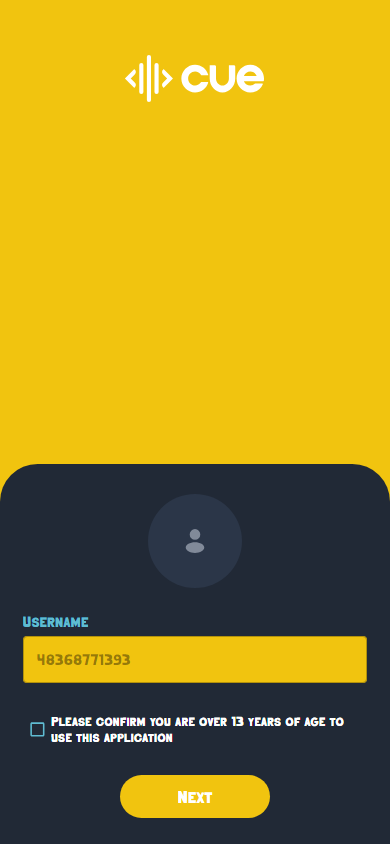 cue
Username
48368771393
Please confirm you are over 13 years of age to
use this application
Next